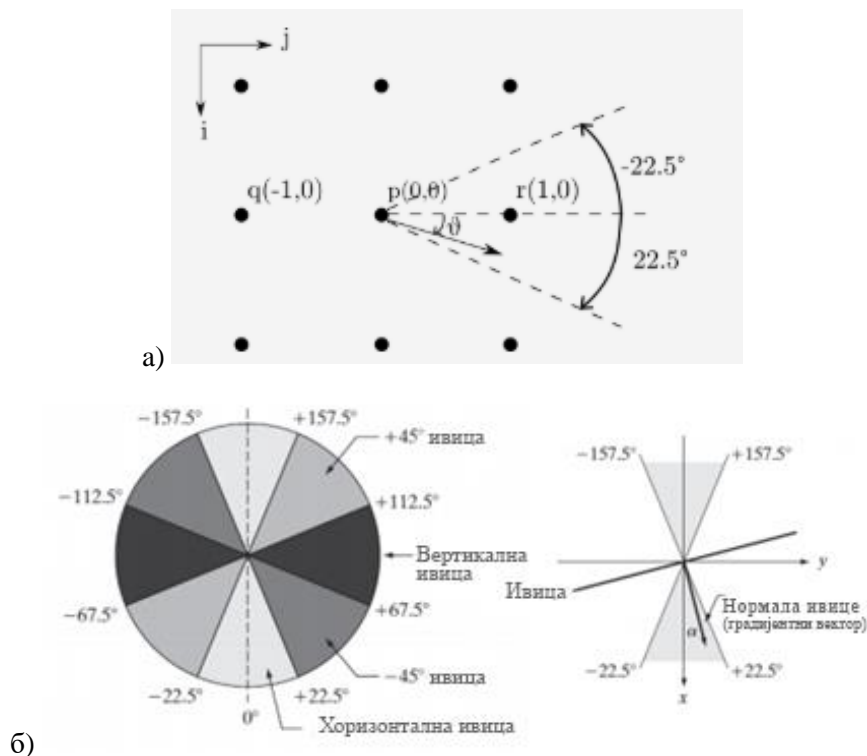 j
i
-22.5°
q(-1,0)
p(0,0)
r(1,0)
ϑ
22.5°
а)
−157.5°
+157.5°
+45° ивица
−112.5°
+112.5°
Вертикална
ивица
−67.5°
+67.5°
−45° ивица
−22.5°
+22.5°
0°
Хоризонтална ивица
−157.5°
+157.5°
y
Ивица
Нормала ивице
(градијентни вектор)
α
−22.5°
+22.5°
x
б)